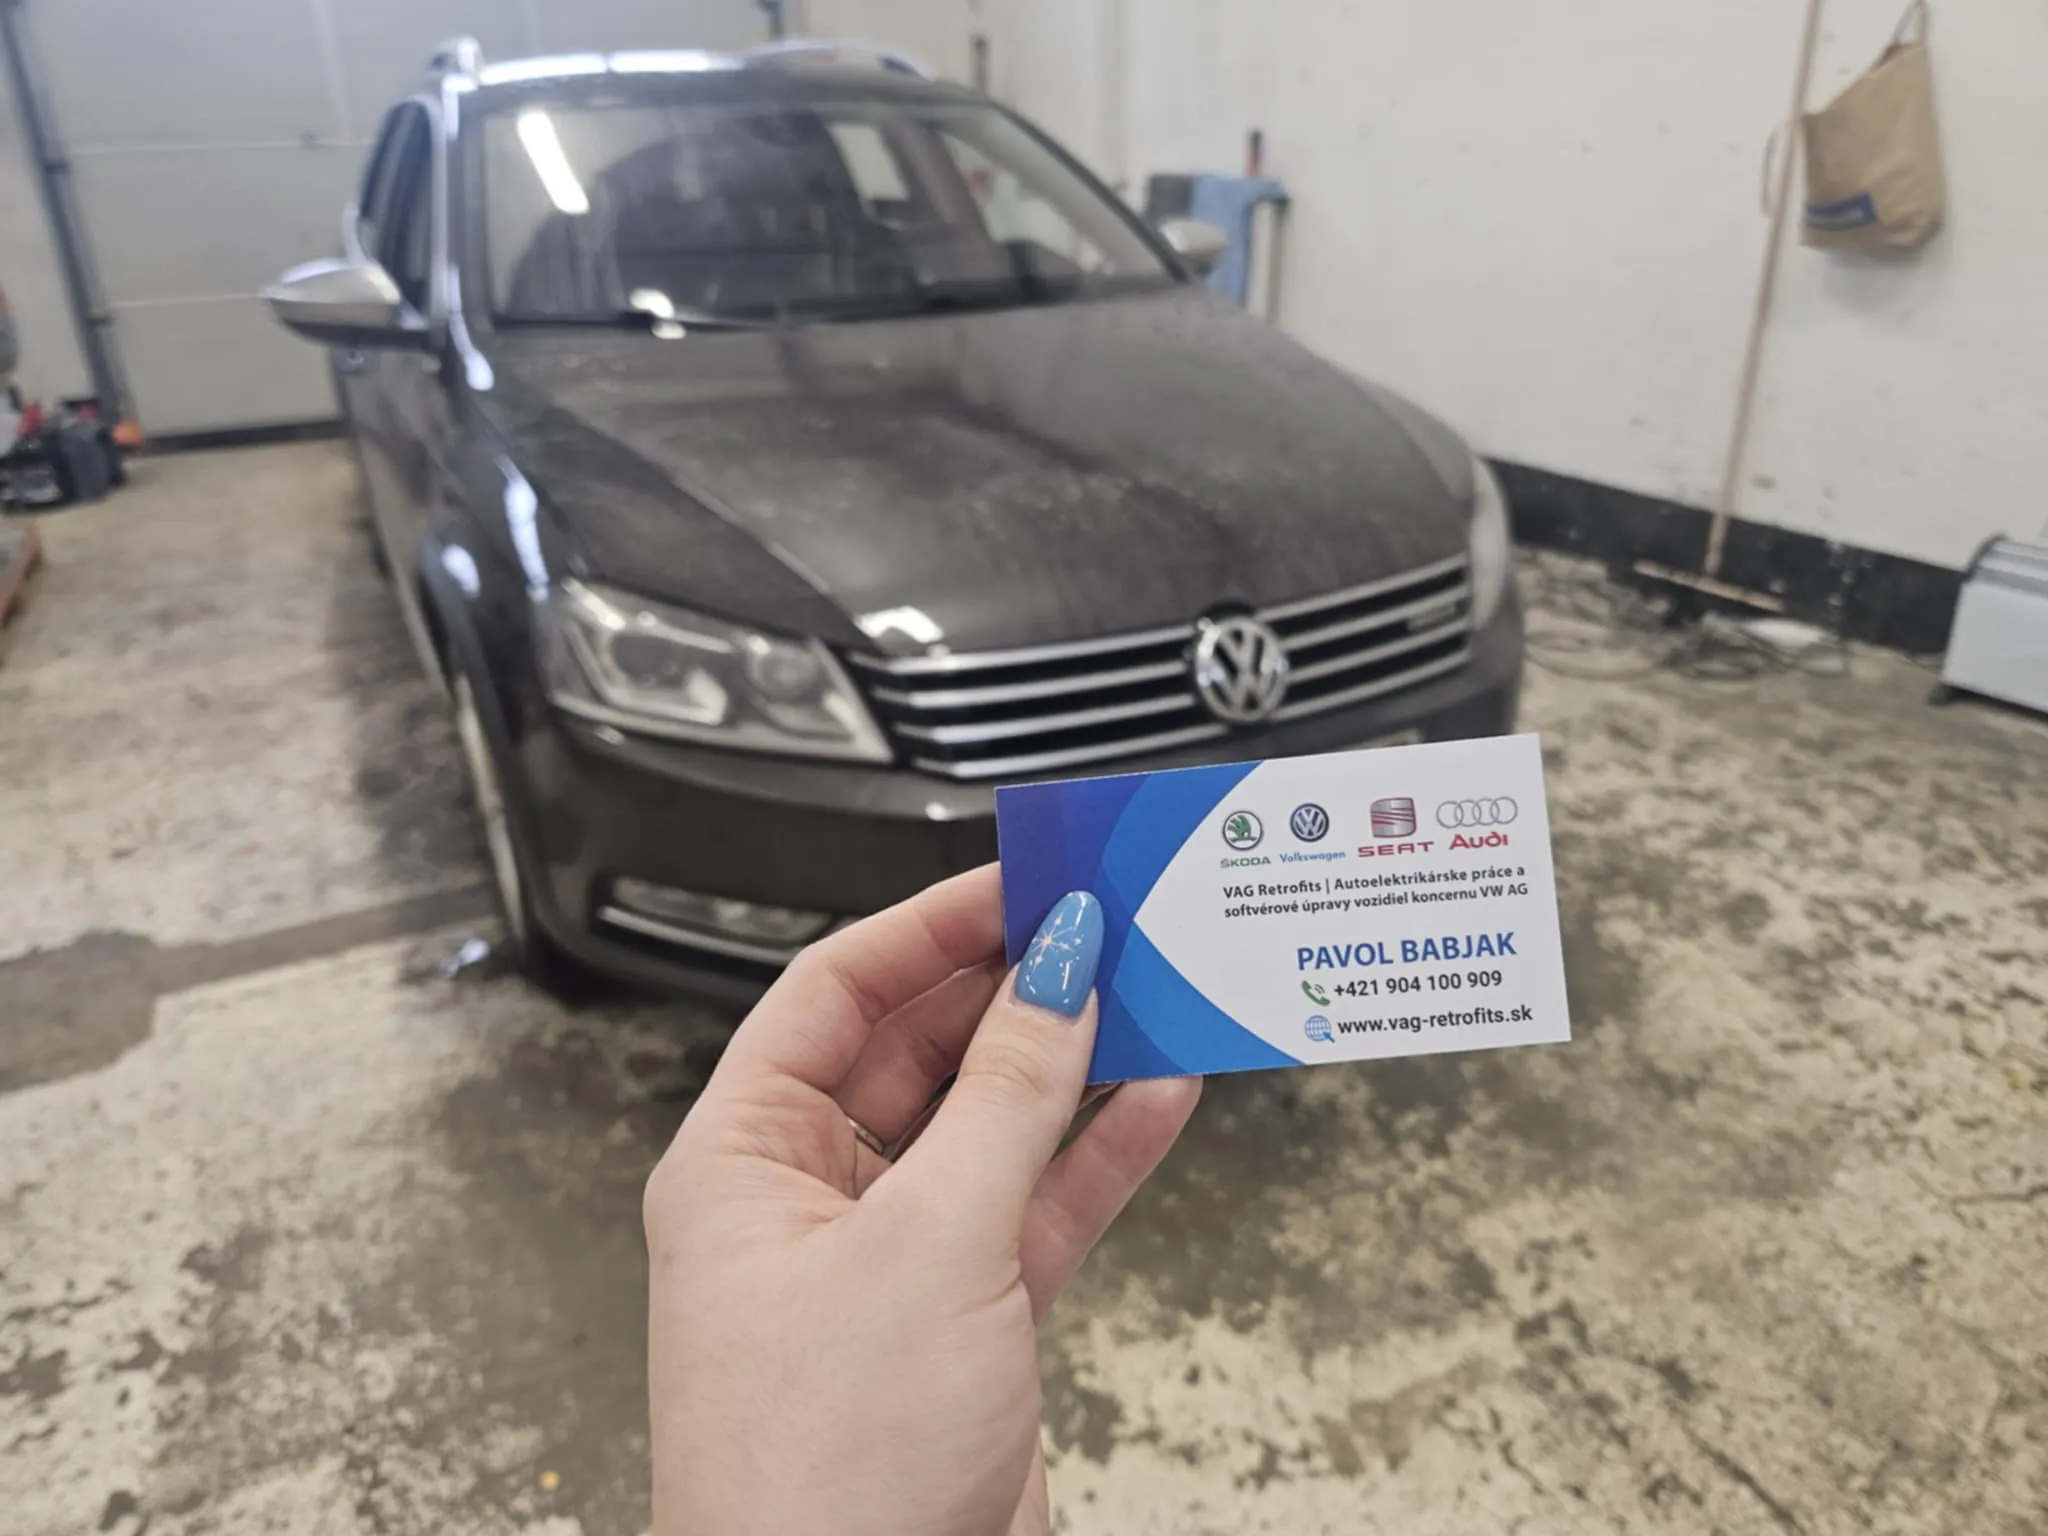 ŠKODA Volkswagen SEAT Audi
VAG Retrofits | Autoelektrikárske práce a
softvérové úpravy vozidiel koncernu VW AG
PAVOL BABJAK
+421 904 100 909
www.vag-retrofits.sk